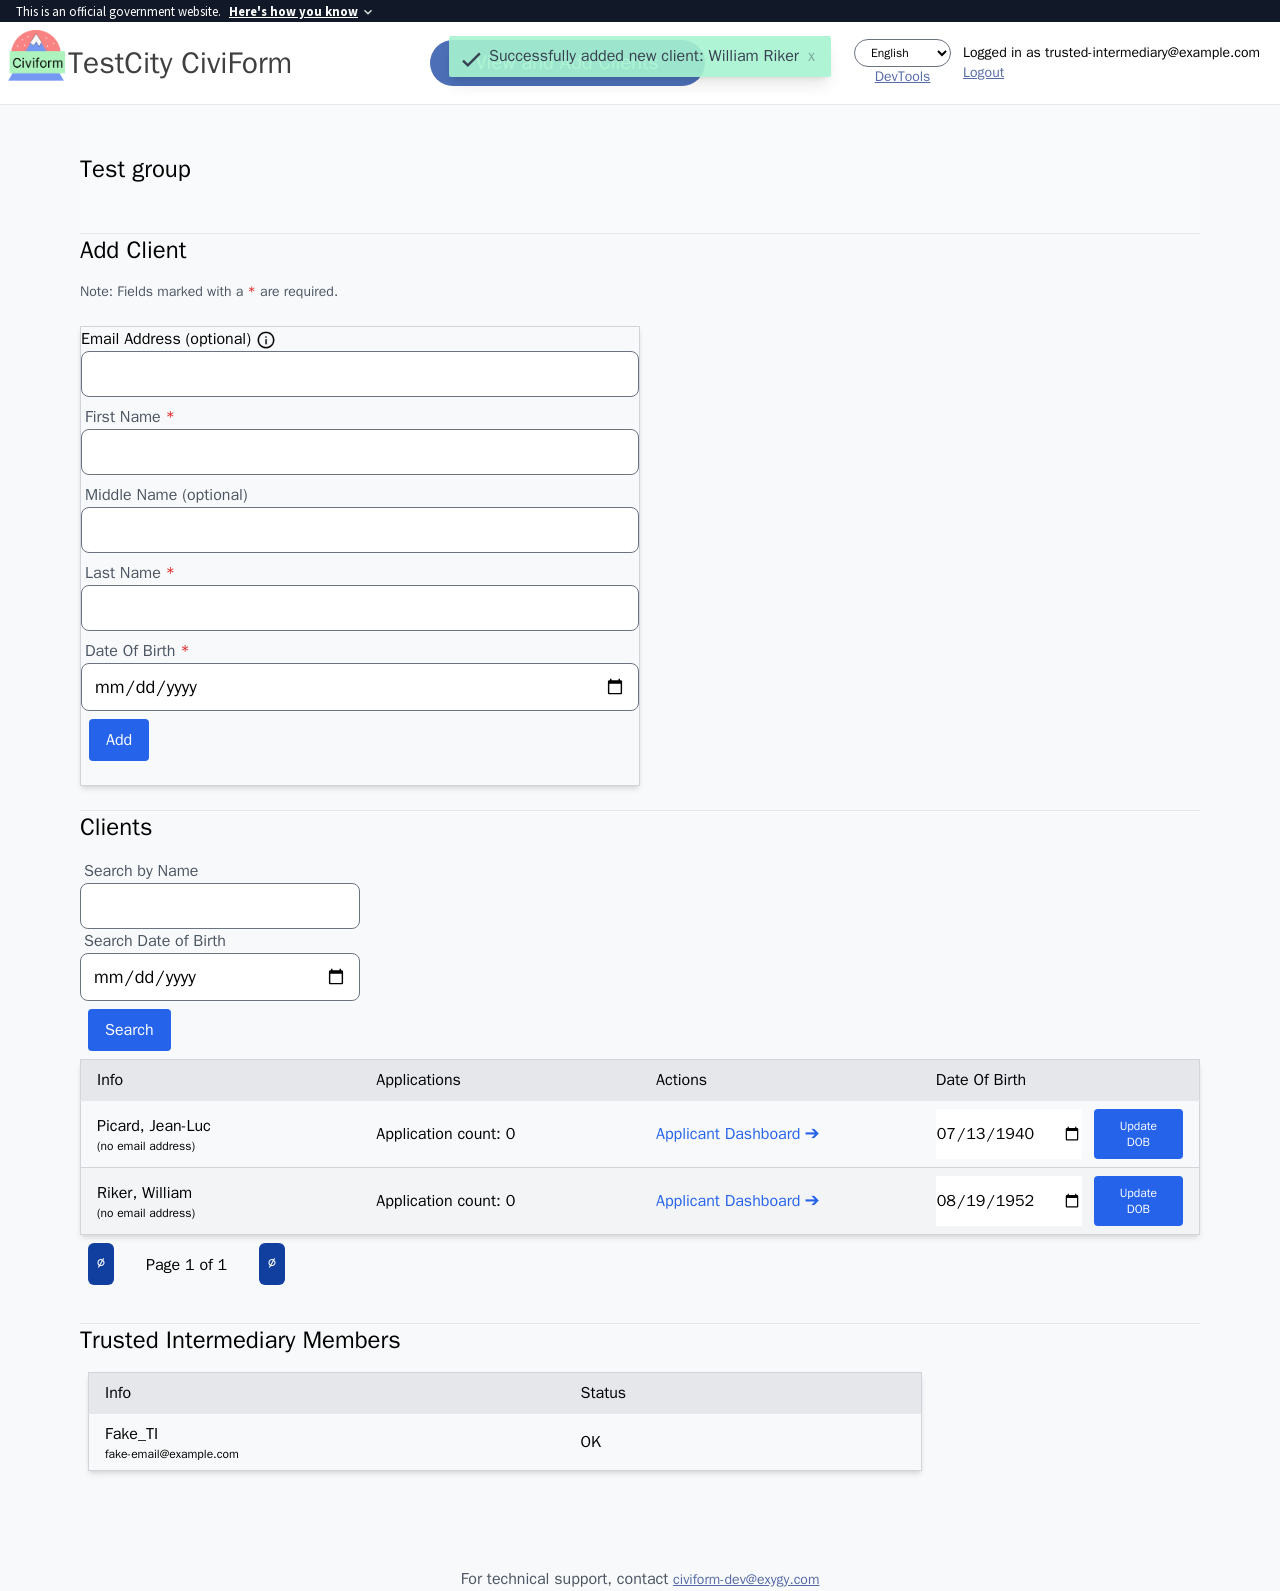 This is an official government website. Here's how you know
Civiform TestCity CiviForm
Successfully added new client: William Riker x
English
DevTools
Logged in as trusted-intermediary@example.com
Logout
Test group
Add Client
Note: Fields marked with a * are required.
Email Address (optional)
First Name *
Middle Name (optional)
Last Name *
Date Of Birth *
mm/dd/yyyy
Add
Clients
Search by Name
Search Date of Birth
mm/dd/yyyy
Search
Info Applications Actions Date Of Birth
Picard, Jean-Luc
(no email address)
Application count: 0
Applicant Dashboard ➔
07/13/1940
Update
DOB
Riker, William
(no email address)
Application count: 0
Applicant Dashboard ➔
08/19/1952
Update
DOB
∅ Page 1 of 1 ∅
Trusted Intermediary Members
Info Status
Fake_TI
fake-email@example.com
OK
For technical support, contact civiform-dev@exygy.com